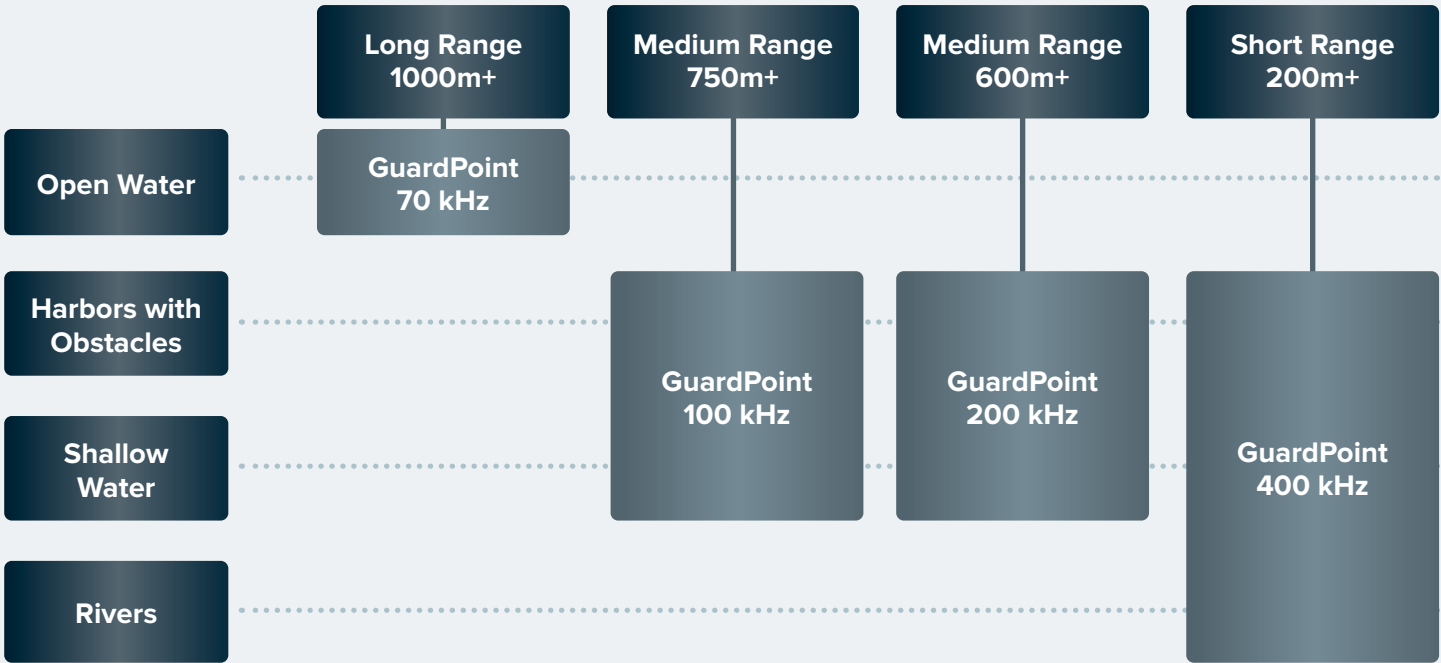 Long Range
1000m+
Medium Range
750m+
Medium Range
600m+
Short Range
200m+
Open Water
GuardPoint
70 kHz
Harbors with
Obstacles
GuardPoint
100 kHz
GuardPoint
200 kHz
Shallow
Water
GuardPoint
400 kHz
Rivers